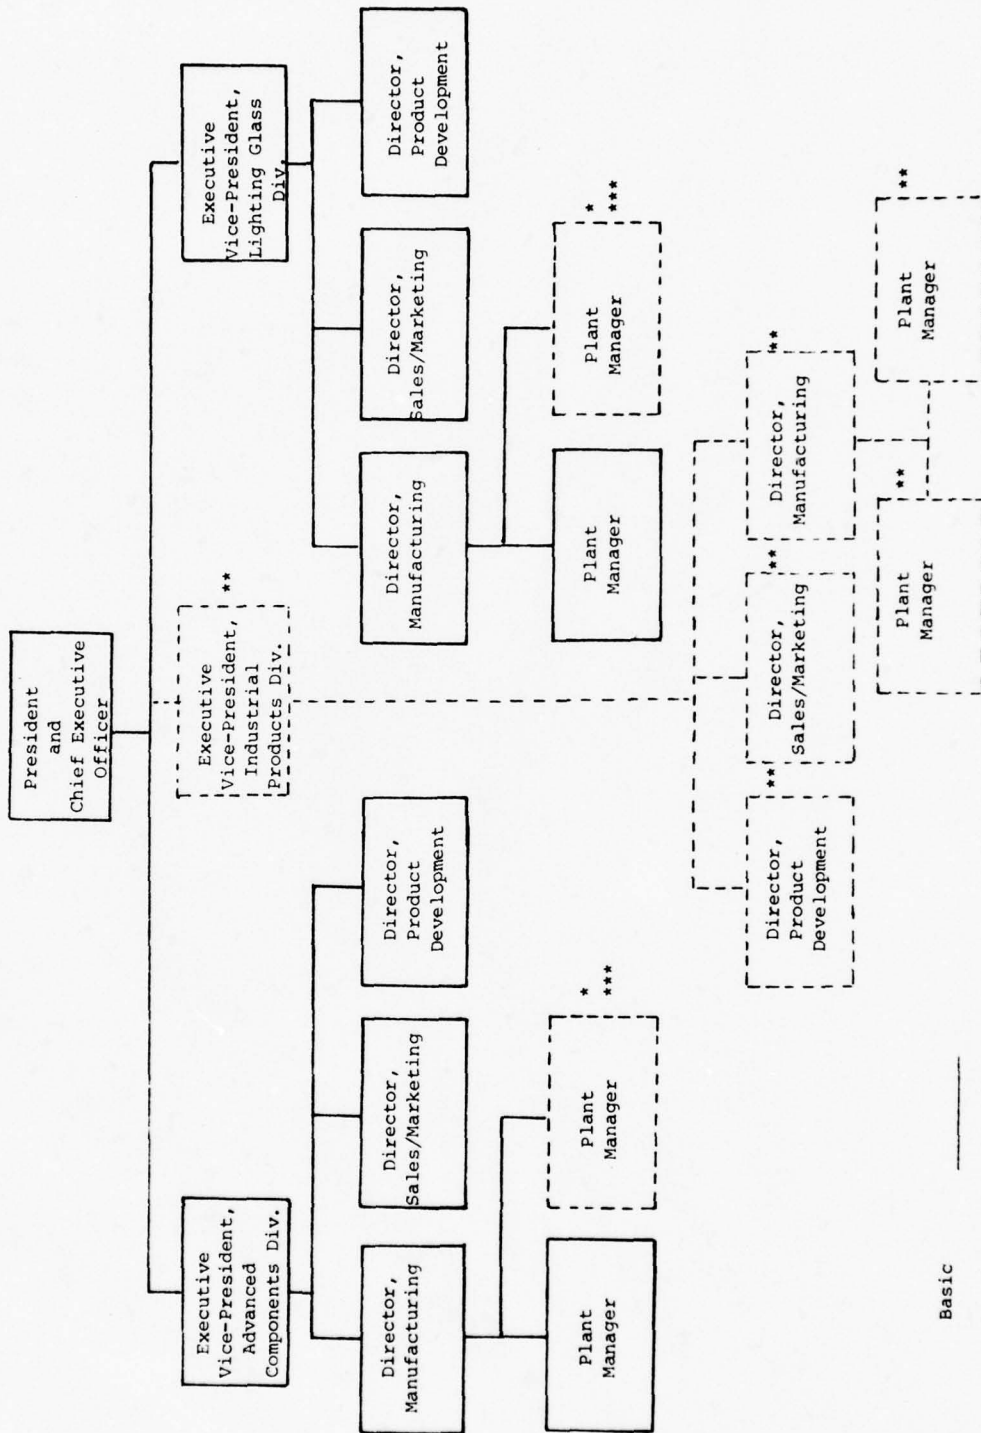 President
and
Chief Executive
Officer
Executive
Vice-President,
Advanced
Components Div.
Executive
Vice-President,
Industrial
Products Div.
**
Executive
Vice-President,
Lighting Glass
Div.
Director,
Manufacturing
Director,
Sales/Marketing
Director,
Product
Development
Director,
Manufacturing
Director,
Sales/Marketing
Director,
Product
Development
Plant
Manager
Plant
Manager
*
***
Plant
Manager
Plant
Manager
*
***
Director,
Product
Development
**
Director,
Sales/Marketing
**
Director,
Manufacturing
**
Plant
Manager
**
Plant
Manager
**
Basic